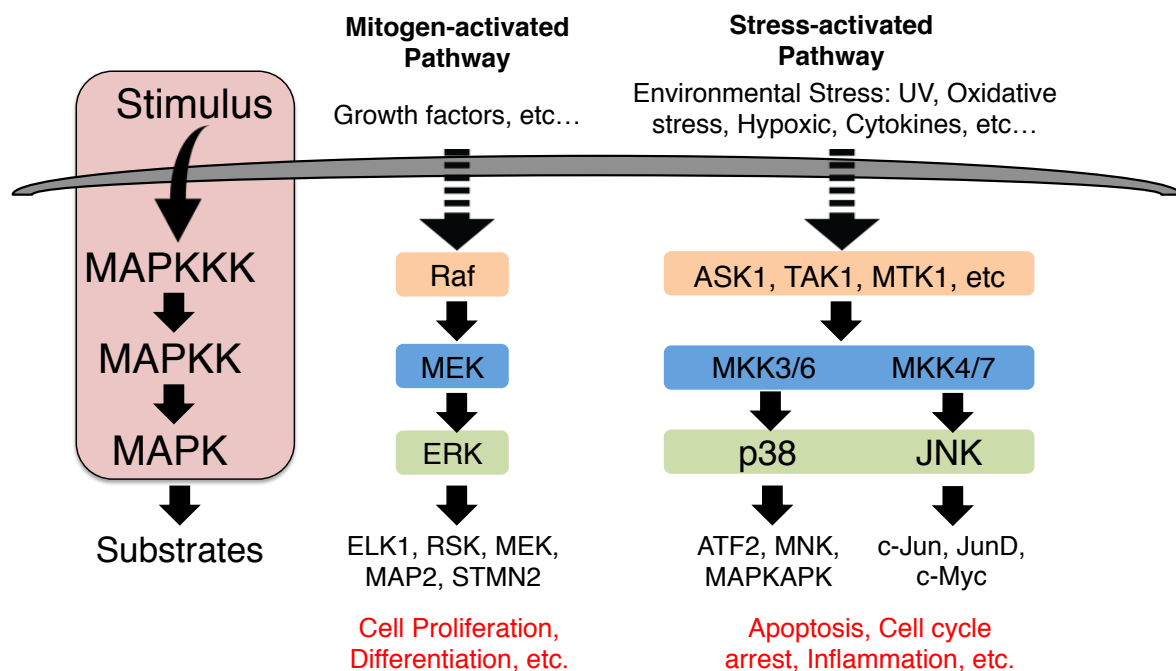 Mitogen-activated
Pathway
Stress-activated
Pathway
Stimulus
Growth factors, etc…
Environmental Stress: UV, Oxidative
stress, Hypoxic, Cytokines, etc…
MAPKKK
Raf
ASK1, TAK1, MTK1, etc
MAPKK
MEK
MKK3/6
MKK4/7
MAPK
ERK
p38
JNK
Substrates
ELK1, RSK, MEK,
MAP2, STMN2
ATF2, MNK,
MAPKAPK
c-Jun, JunD,
c-Myc
Cell Proliferation,
Differentiation, etc.
Apoptosis, Cell cycle
arrest, Inflammation, etc.